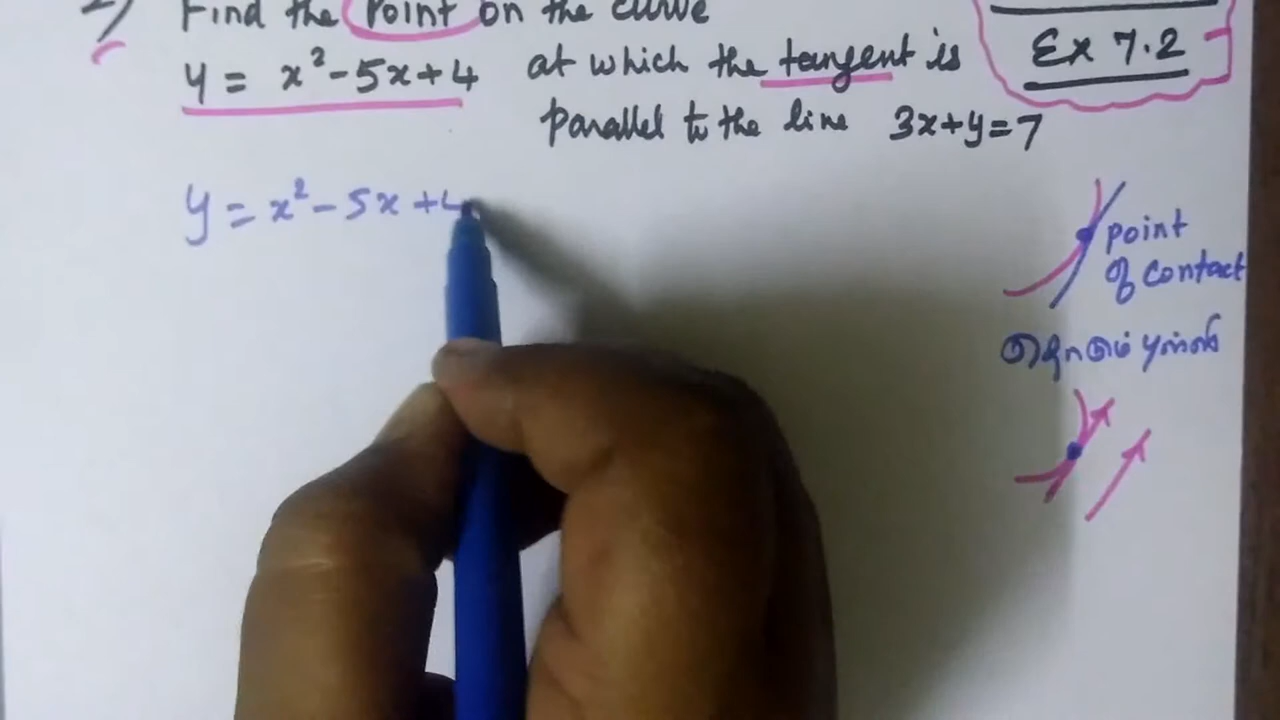 2) Find the point on the curve
y = x² - 5x + 4 at which the tangent is
parallel to the line 3x + y = 7
Ex 7.2
y = x² - 5x + 4
point
of contact
தொடும் புள்ளி